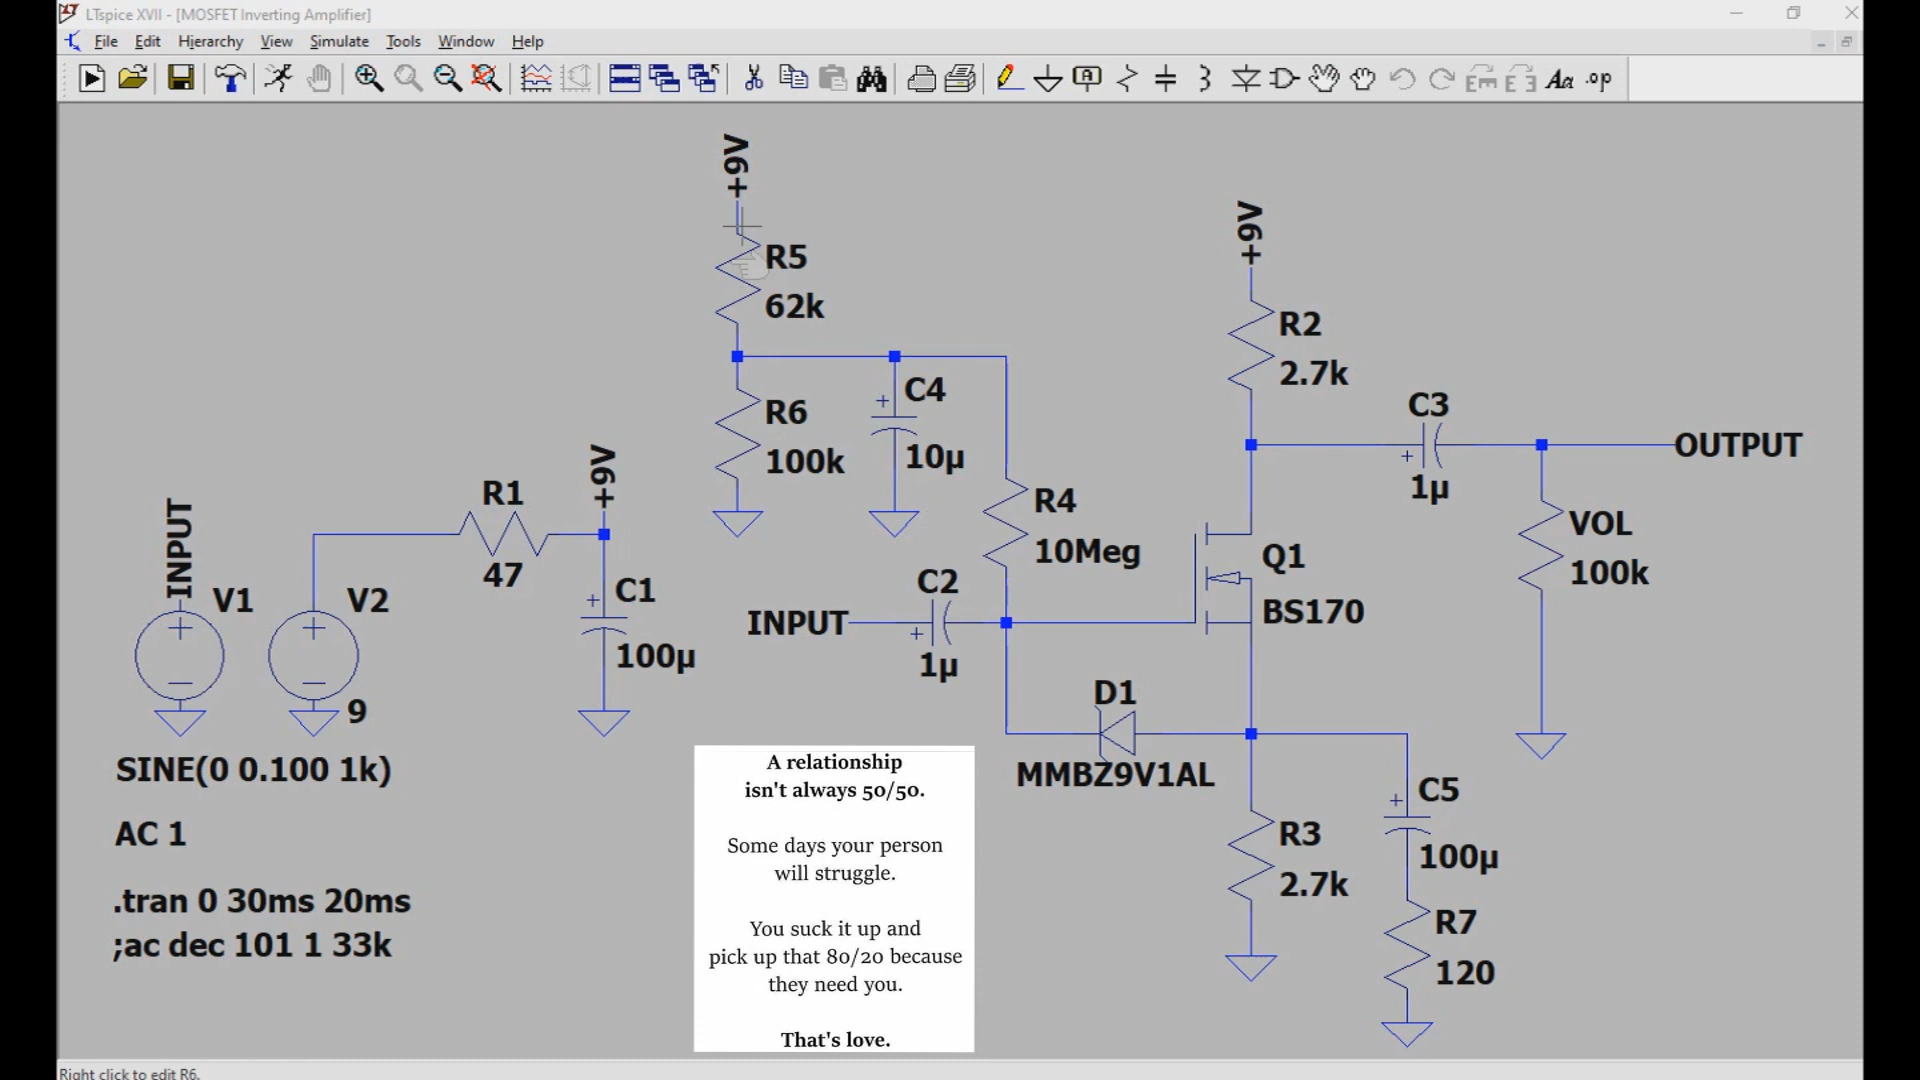 LTspice XVII - [MOSFET Inverting Amplifier]
File Edit Hierarchy View Simulate Tools Window Help
+9V
R5
62k
+9V
R2
2.7k
R6
100k
C4
10µ
C3
1µ
OUTPUT
VOL
100k
R4
10Meg
Q1
BS170
INPUT
C2
1µ
INPUT
V1
V2
9
R1
47
+9V
C1
100µ
D1
MMBZ9V1AL
R3
2.7k
C5
100µ
R7
120
SINE(0 0.100 1k)
AC 1
.tran 0 30ms 20ms
;ac dec 101 1 33k
A relationship
isn't always 50/50.
Some days your person
will struggle.
You suck it up and
pick up that 80/20 because
they need you.
That's love.
Right click to edit R6.